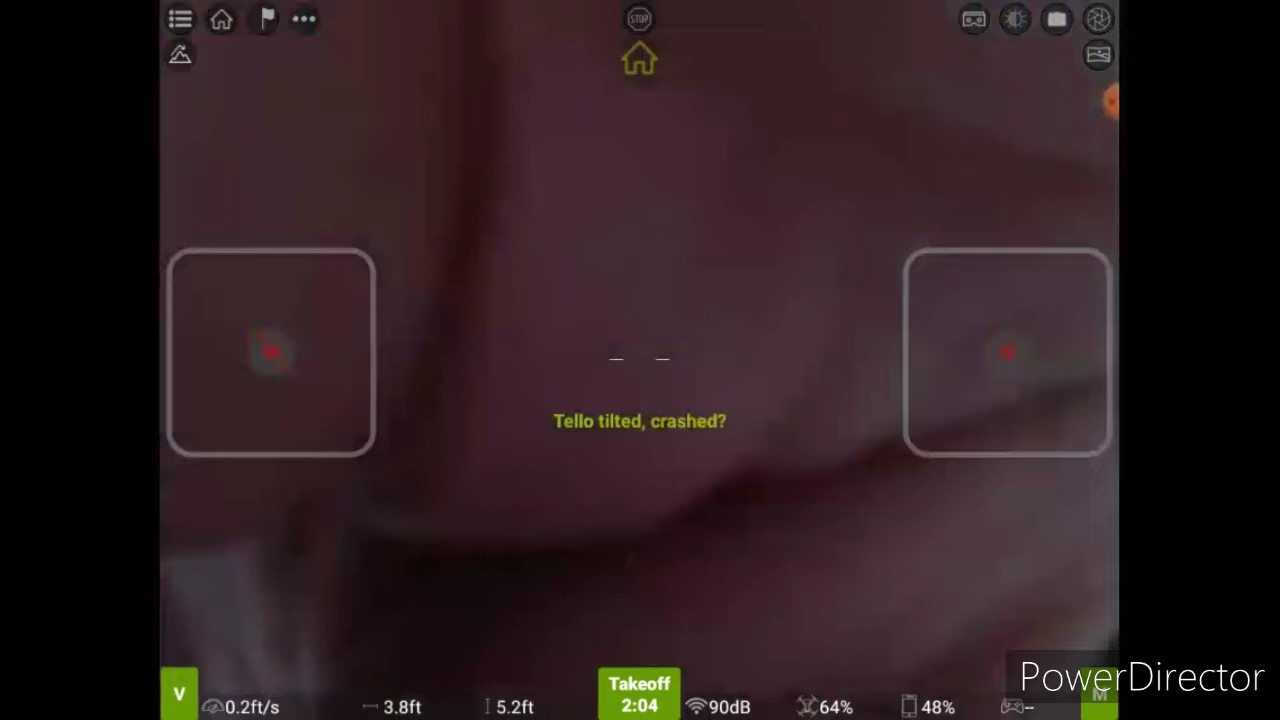 STOP
Tello tilted, crashed?
V
0.2ft/s
3.8ft
5.2ft
Takeoff
2:04
90dB
64%
48%
–
M
PowerDirector